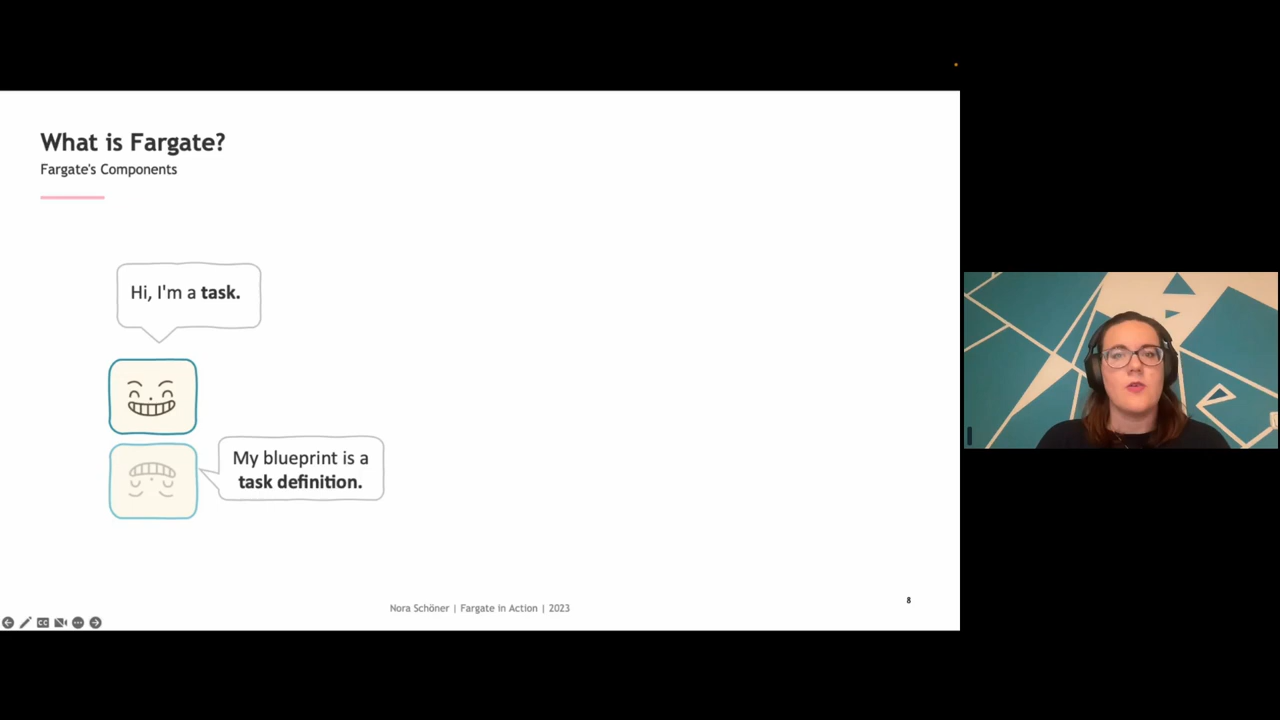 What is Fargate?
Fargate's Components
Hi, I'm a task.
My blueprint is a
task definition.
Nora Schöner | Fargate in Action | 2023
8
CC